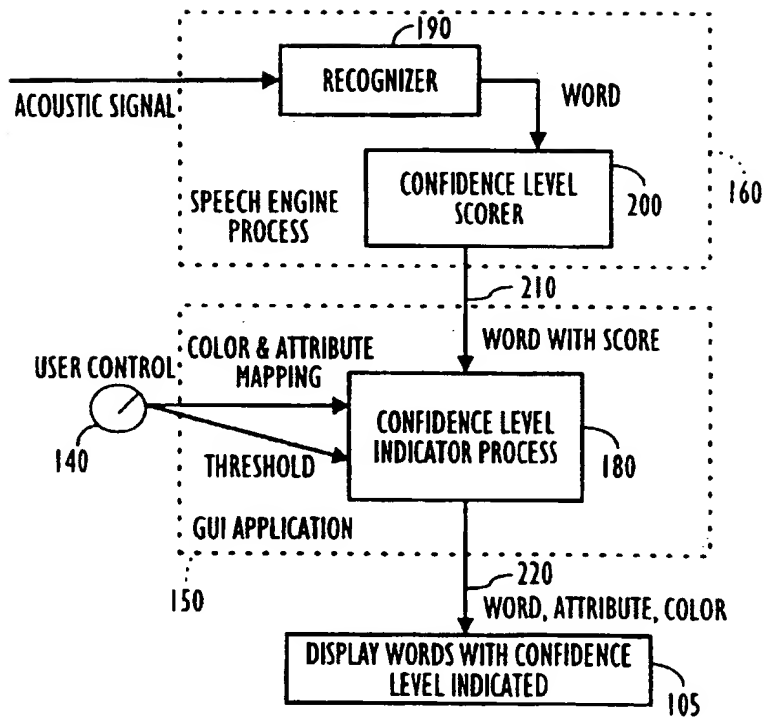 190
RECOGNIZER
ACOUSTIC SIGNAL
WORD
CONFIDENCE LEVEL
SCORER
200
160
SPEECH ENGINE
PROCESS
210
WORD WITH SCORE
USER CONTROL
COLOR & ATTRIBUTE
MAPPING
140
THRESHOLD
CONFIDENCE LEVEL
INDICATOR PROCESS
180
GUI APPLICATION
150
220
WORD, ATTRIBUTE, COLOR
DISPLAY WORDS WITH CONFIDENCE
LEVEL INDICATED
105